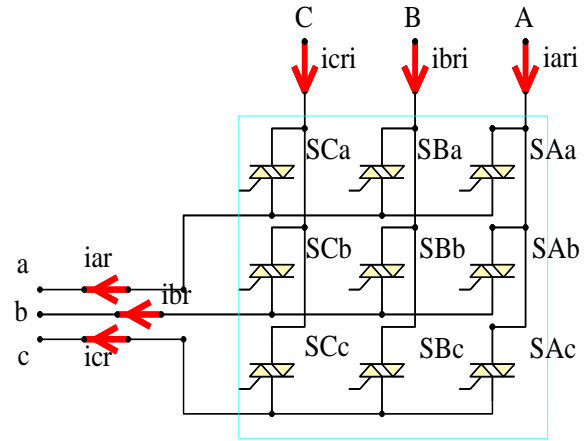 C B A
icri ibri iari
SCa SBa SAa
a iar SCb SBb SAb
b ibr
c icr SCc SBc SAc